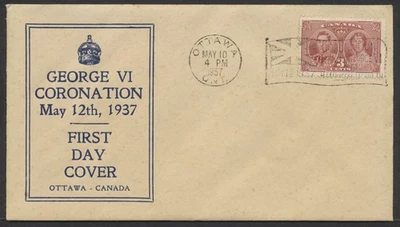 GEORGE VI
CORONATION
May 12th, 1937
FIRST
DAY
COVER
OTTAWA - CANADA
OTTAWA
MAY 10
4 PM
1937
ONT.
CANADA
3